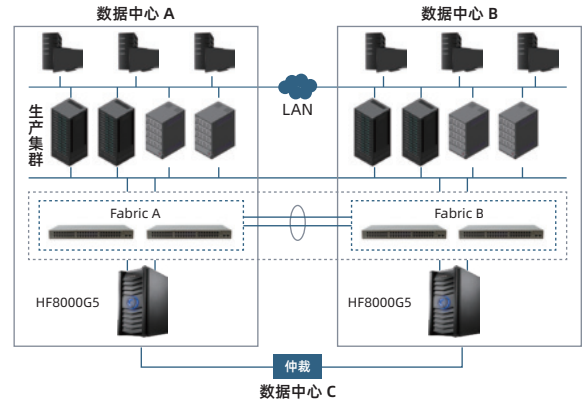 数据中心 A
数据中心 B
LAN
生产集群
Fabric A
Fabric B
HF8000G5
HF8000G5
仲裁
数据中心 C